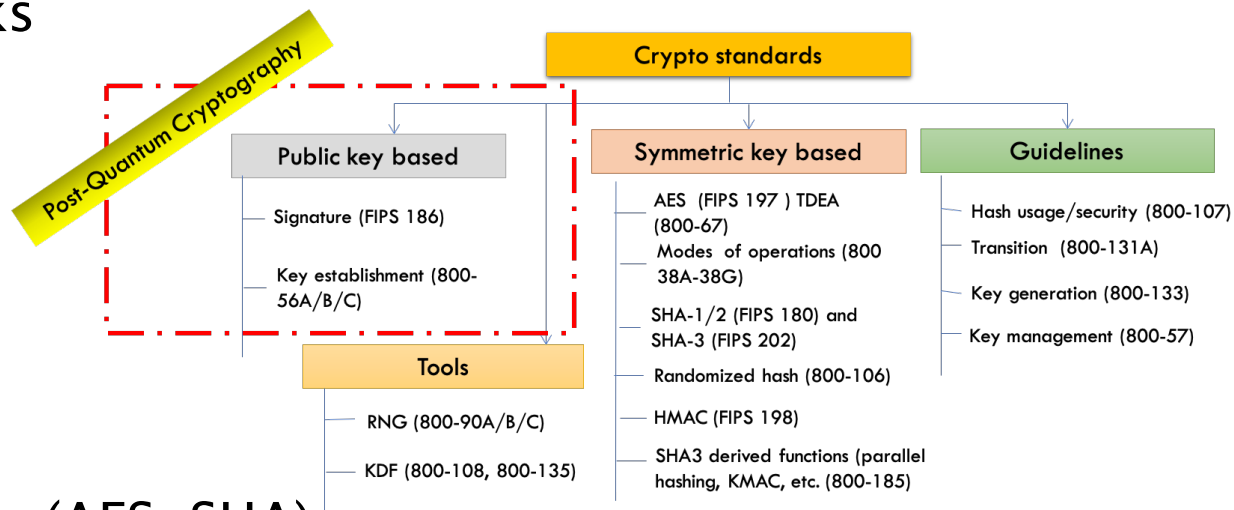 ks
Crypto standards
Post-Quantum Cryptography
Public key based
Signature (FIPS 186)
Key establishment (800-
56A/B/C)
Tools
RNG (800-90A/B/C)
KDF (800-108, 800-135)
Symmetric key based
AES (FIPS 197 ) TDEA
(800-67)
Modes of operations (800
38A-38G)
SHA-1/2 (FIPS 180) and
SHA-3 (FIPS 202)
Randomized hash (800-106)
HMAC (FIPS 198)
SHA3 derived functions (parallel
hashing, KMAC, etc. (800-185)
Guidelines
Hash usage/security (800-107)
Transition (800-131A)
Key generation (800-133)
Key management (800-57)
(AES, SHA)